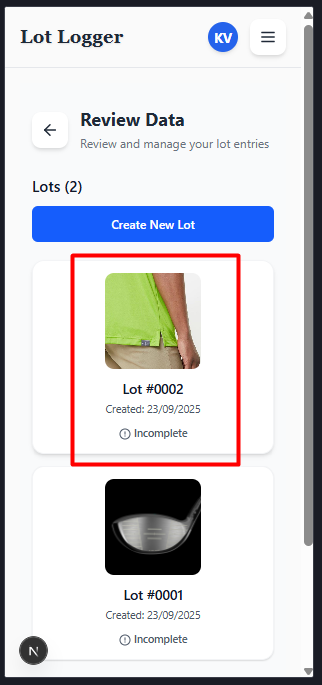 Lot Logger
KV
Review Data
Review and manage your lot entries
Lots (2)
Create New Lot
Lot #0002
Created: 23/09/2025
Incomplete
Lot #0001
Created: 23/09/2025
Incomplete
N